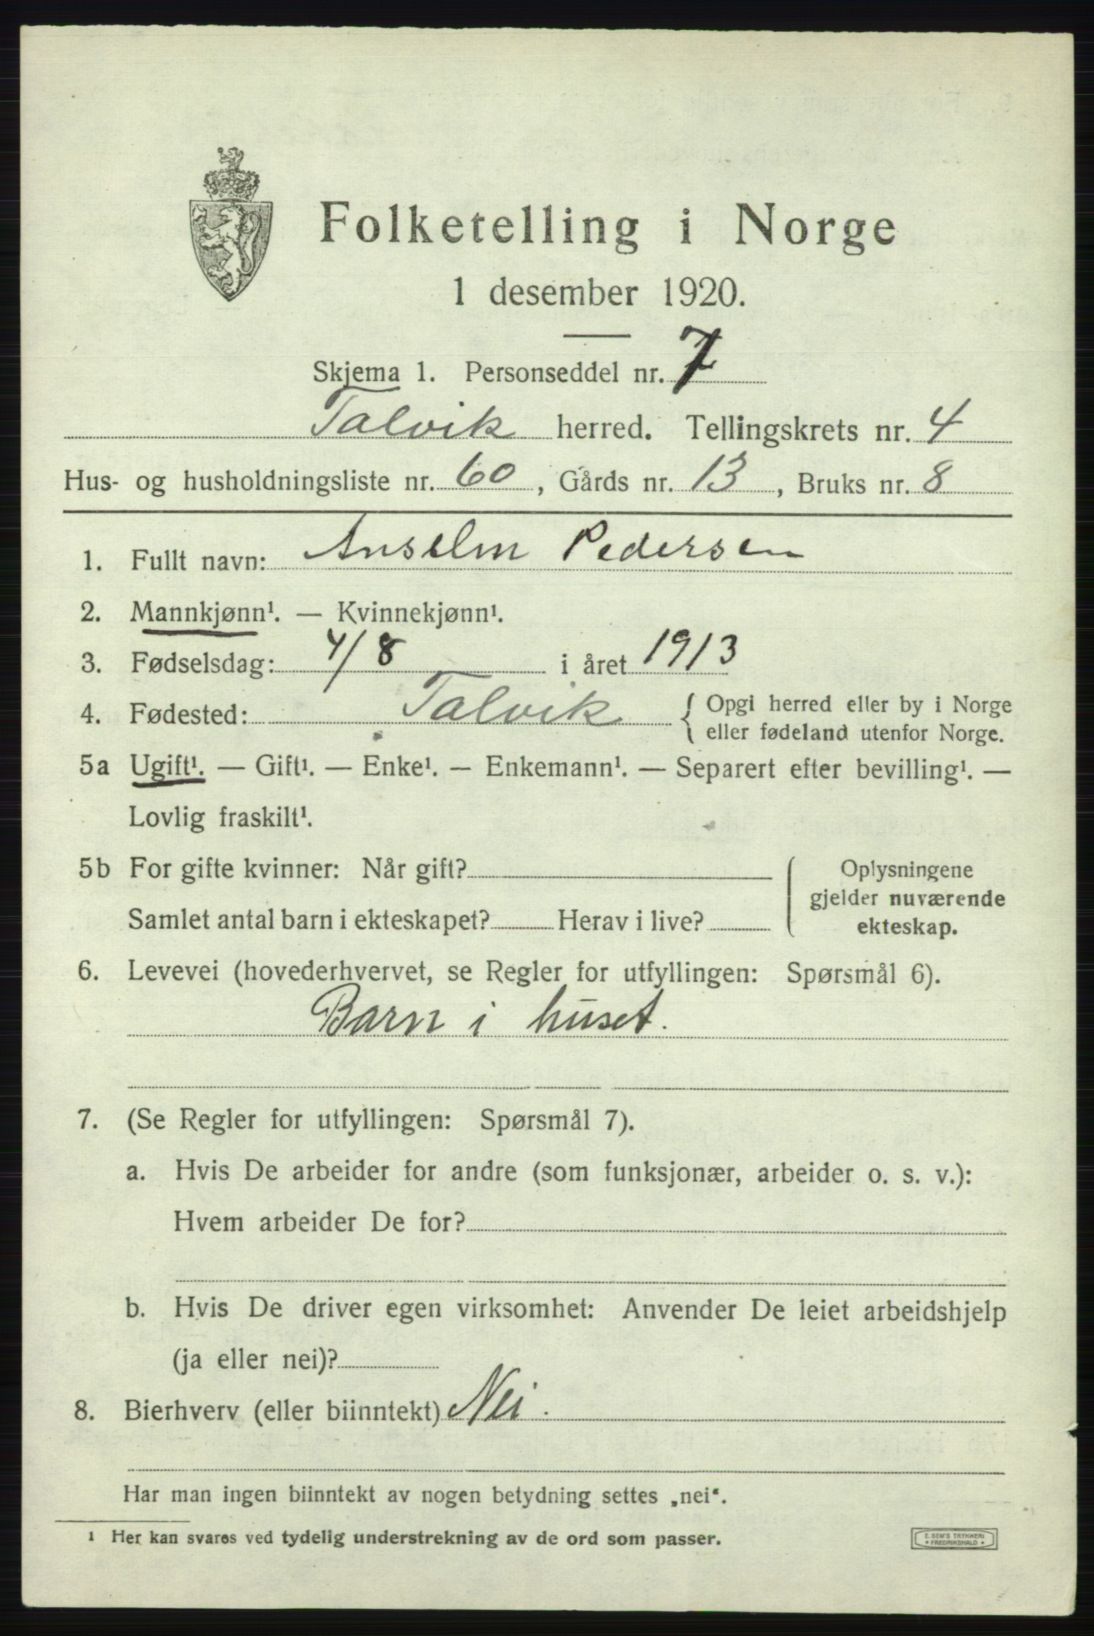 Folketelling i Norge
1 desember 1920.
Skjema 1. Personseddel nr. 7
Talvik herred. Tellingskrets nr. 4
Hus- og husholdningsliste nr. 60, Gårds nr. 13, Bruks nr. 8
1. Fullt navn: Anselm Pedersen
2. Mannkjønn¹. — Kvinnekjønn¹.
3. Fødselsdag: 4/8 i året 1913
4. Fødested: Talvik { Opgi herred eller by i Norge
eller fødeland utenfor Norge.
5a Ugift¹. — Gift¹. — Enke¹. — Enkemann¹. — Separert efter bevilling¹. —
Lovlig fraskilt¹.
5b For gifte kvinner: Når gift?
Samlet antal barn i ekteskapet? Herav i live?
Oplysningene
gjelder nuværende
ekteskap.
6. Levevei (hovederhvervet, se Regler for utfyllingen: Spørsmål 6).
Barn i huset.
7. (Se Regler for utfyllingen: Spørsmål 7).
a. Hvis De arbeider for andre (som funksjonær, arbeider o. s. v.):
Hvem arbeider De for?
b. Hvis De driver egen virksomhet: Anvender De leiet arbeidshjelp
(ja eller nei)?
8. Bierhverv (eller biinntekt) Nei.
Har man ingen biinntekt av nogen betydning settes „nei“.
¹ Her kan svares ved tydelig understrekning av de ord som passer.
E. SEM'S TRYKKERI
• FREDRIKSHALD •